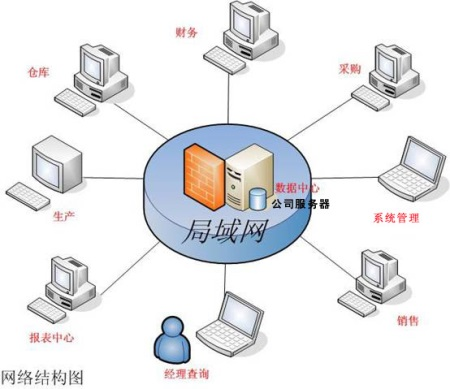 财务
仓库
采购
生产
数据中心
公司服务器
系统管理
局域网
报表中心
销售
经理查询
网络结构图